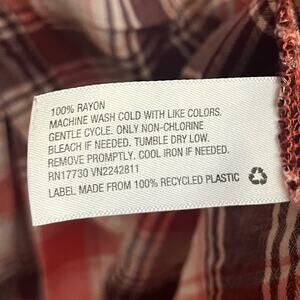 100% RAYON
MACHINE WASH COLD WITH LIKE COLORS.
GENTLE CYCLE. ONLY NON-CHLORINE
BLEACH IF NEEDED. TUMBLE DRY LOW.
REMOVE PROMPTLY. COOL IRON IF NEEDED.
RN17730 VN2242811
LABEL MADE FROM 100% RECYCLED PLASTIC